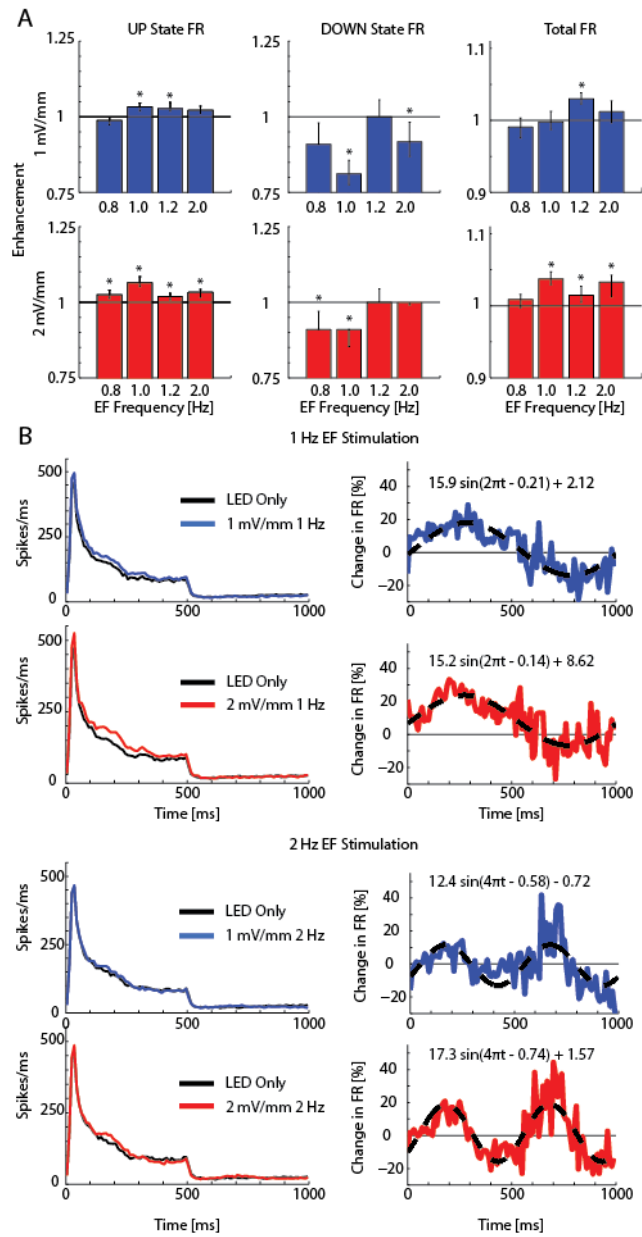 A
UP State FR
DOWN State FR
Total FR
Enhancement
1 mV/mm
1.25
1
0.75
*
*
0.8 1.0 1.2 2.0
1.25
1
0.75
*
*
0.8 1.0 1.2 2.0
1.1
1
0.9
*
0.8 1.0 1.2 2.0
2 mV/mm
1.25
1
0.75
* * * *
0.8 1.0 1.2 2.0
EF Frequency [Hz]
1.25
1
0.75
*
*
0.8 1.0 1.2 2.0
EF Frequency [Hz]
1.1
1
0.9
* * *
0.8 1.0 1.2 2.0
EF Frequency [Hz]
B
1 Hz EF Stimulation
Spikes/ms
500
250
0
LED Only
1 mV/mm 1 Hz
0 500 1000
Change in FR [%]
40
20
0
−20
15.9 sin(2πt - 0.21) + 2.12
0 500 1000
Spikes/ms
500
250
0
LED Only
2 mV/mm 1 Hz
0 500 1000
Time [ms]
Change in FR [%]
40
20
0
−20
15.2 sin(2πt - 0.14) + 8.62
0 500 1000
Time [ms]
2 Hz EF Stimulation
Spikes/ms
500
250
0
LED Only
1 mV/mm 2 Hz
0 500 1000
Change in FR [%]
40
20
0
−20
12.4 sin(4πt - 0.58) - 0.72
0 500 1000
Spikes/ms
500
250
0
LED Only
2 mV/mm 2 Hz
0 500 1000
Time [ms]
Change in FR [%]
40
20
0
−20
17.3 sin(4πt - 0.74) + 1.57
0 500 1000
Time [ms]